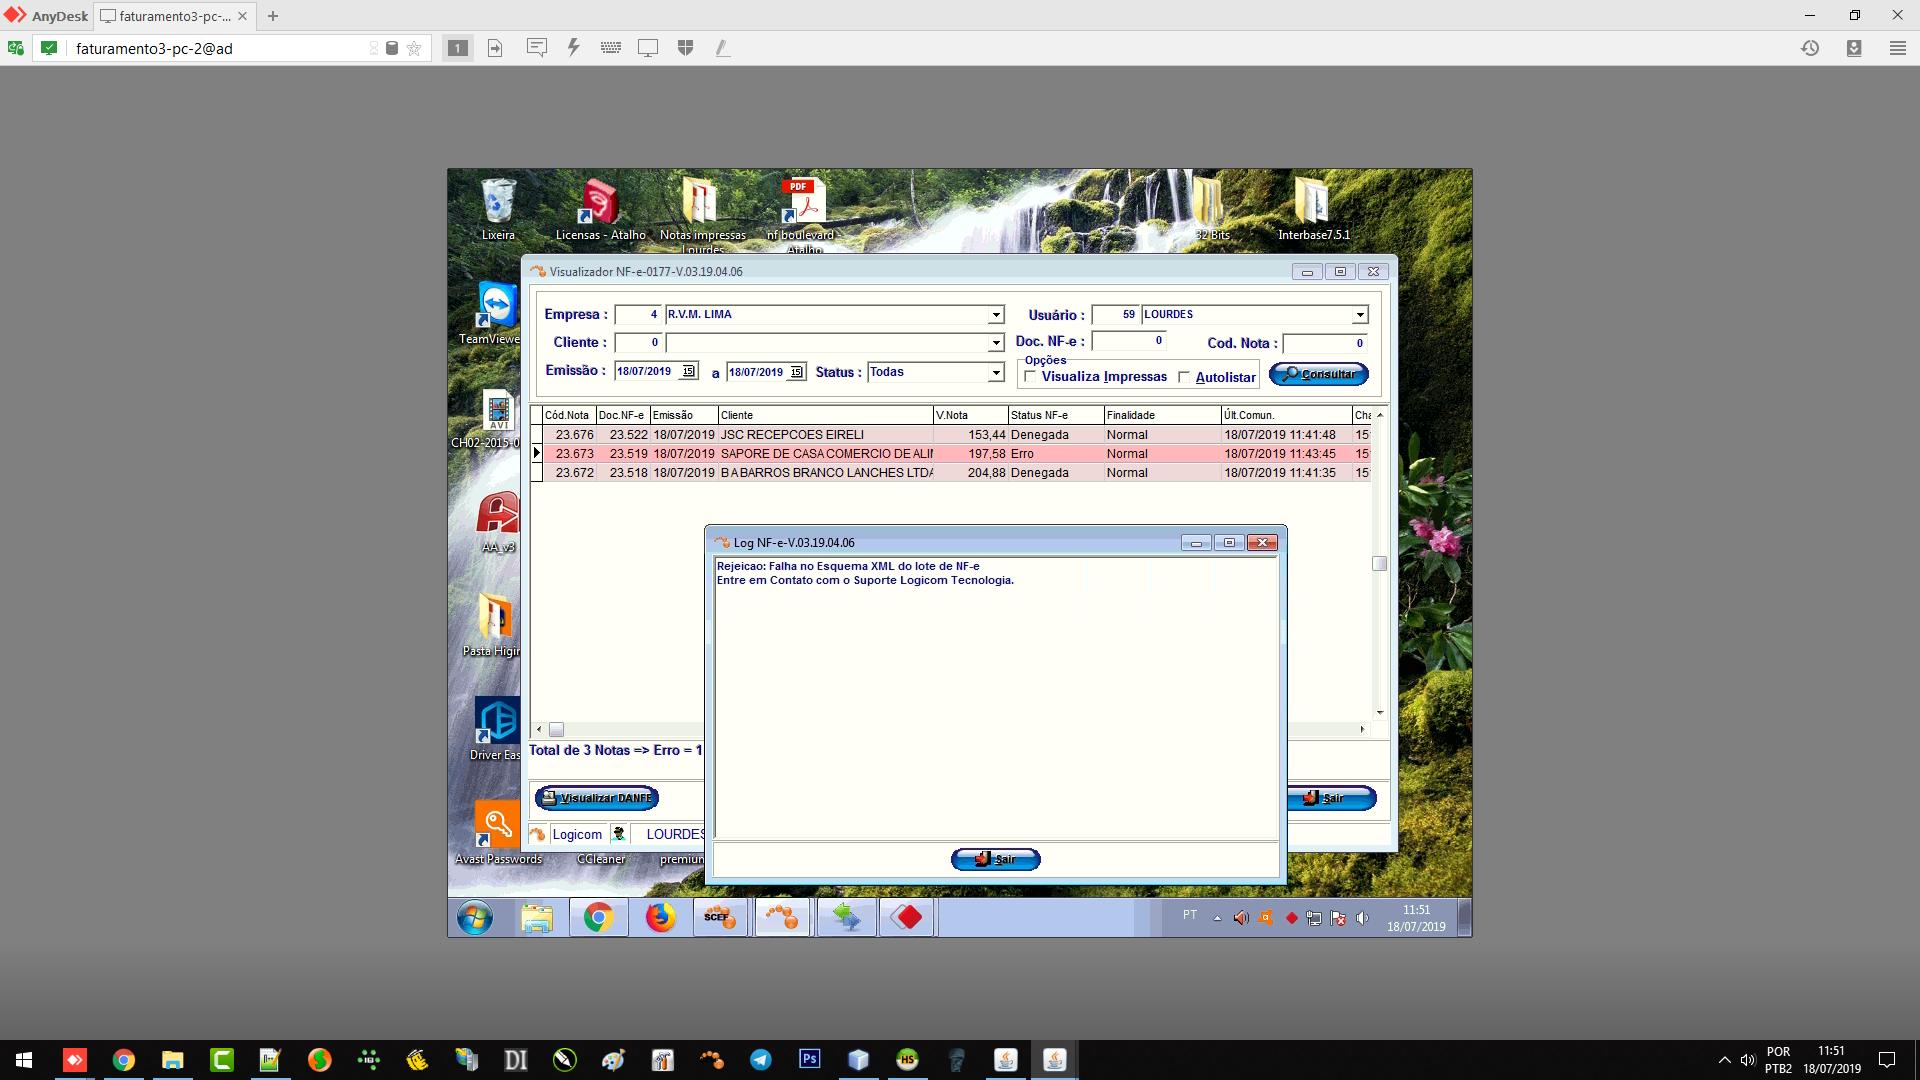 AnyDesk
faturamento3-pc-...
faturamento3-pc-2@ad
1
Lixeira
Licensas - Atalho
Notas impressas
Lourdes
PDF
nf boulevard -
Atalho
32 Bits
Interbase7.5.1
TeamViewe
AVI
CH02-2015-0
AA_v3
Pasta Higin
Driver Eas
Avast Passwords
CCleaner
premium
Visualizador NF-e-0177-V.03.19.04.06
Empresa : 4 R.V.M. LIMA
Usuário : 59 LOURDES
Cliente : 0
Doc. NF-e : 0
Cod. Nota : 0
Emissão : 18/07/2019 15 a 18/07/2019 15 Status : Todas
Opções
Visualiza Impressas Autolistar
Consultar
Cód.Nota Doc.NF-e Emissão Cliente V.Nota Status NF-e Finalidade Últ.Comun. Cha
23.676 23.522 18/07/2019 JSC RECEPCOES EIRELI 153,44 Denegada Normal 18/07/2019 11:41:48 15
23.673 23.519 18/07/2019 SAPORE DE CASA COMERCIO DE ALI 197,58 Erro Normal 18/07/2019 11:43:45 15
23.672 23.518 18/07/2019 B A BARROS BRANCO LANCHES LTDA 204,88 Denegada Normal 18/07/2019 11:41:35 15
Log NF-e-V.03.19.04.06
Rejeicao: Falha no Esquema XML do lote de NF-e
Entre em Contato com o Suporte Logicom Tecnologia.
Sair
Total de 3 Notas => Erro = 1
Visualizar DANFE
Sair
Logicom LOURDES
SCEF
PT
11:51
18/07/2019
DI
Ps
HS
POR
PTB2
11:51
18/07/2019